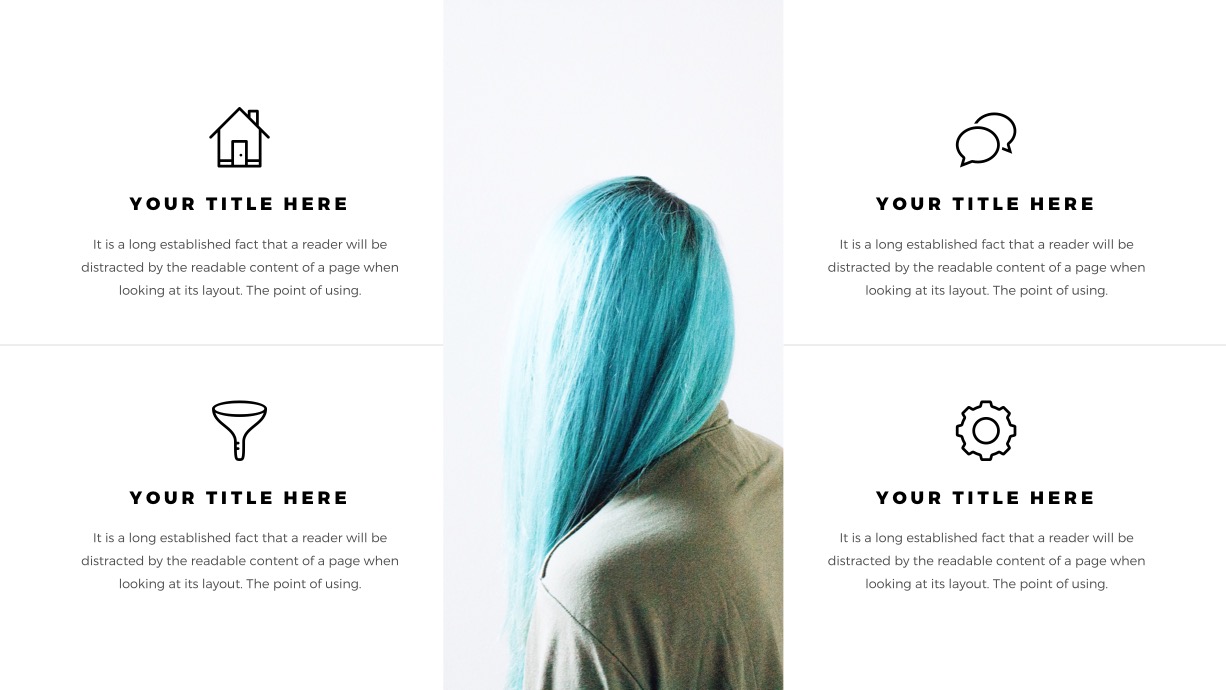 YOUR TITLE HERE
It is a long established fact that a reader will be
distracted by the readable content of a page when
looking at its layout. The point of using.
YOUR TITLE HERE
It is a long established fact that a reader will be
distracted by the readable content of a page when
looking at its layout. The point of using.
YOUR TITLE HERE
It is a long established fact that a reader will be
distracted by the readable content of a page when
looking at its layout. The point of using.
YOUR TITLE HERE
It is a long established fact that a reader will be
distracted by the readable content of a page when
looking at its layout. The point of using.